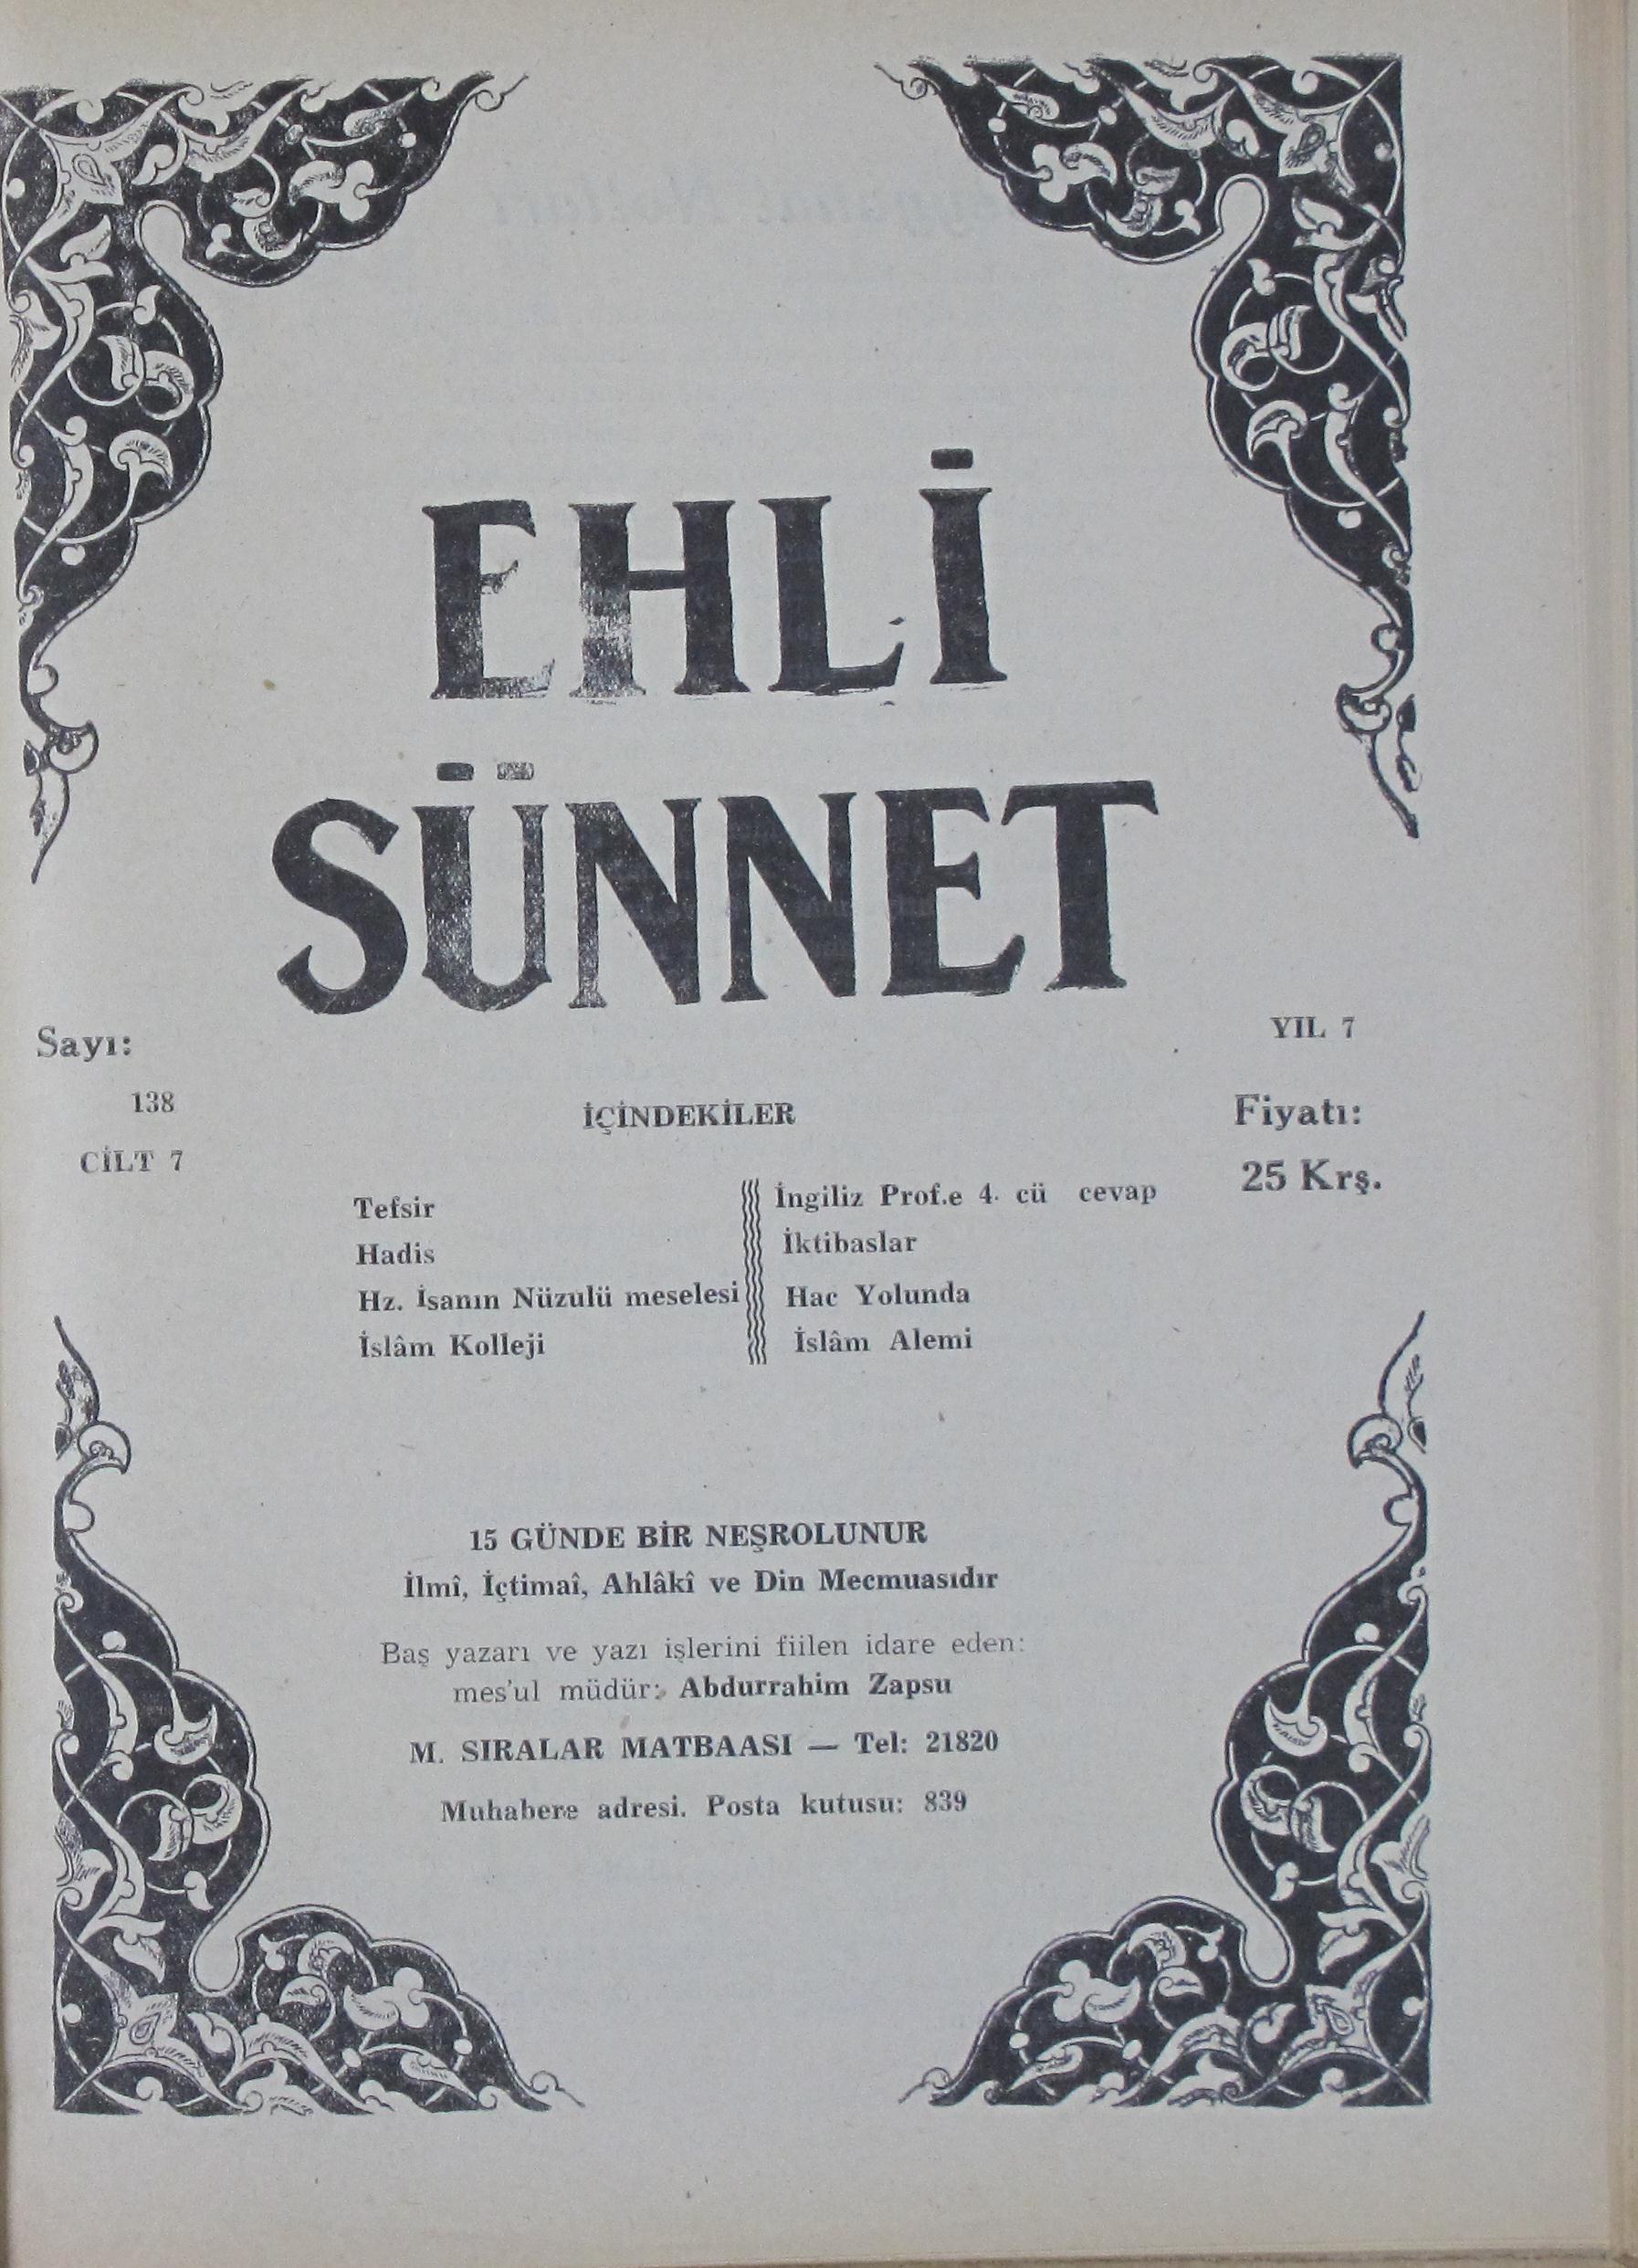 EHLİ
SÜNNET
Sayı:
138
CİLT 7
YIL 7
Fiyatı:
25 Krş.
İÇİNDEKİLER
Tefsir
Hadis
Hz. İsanın Nüzulü meselesi
İslâm Kolleji
İngiliz Prof.e 4. cü cevap
İktibaslar
Hac Yolunda
İslâm Alemi
15 GÜNDE BİR NEŞROLUNUR
İlmî, İçtimaî, Ahlâkî ve Din Mecmuasıdır
Baş yazarı ve yazı işlerini fiilen idare eden:
mes'ul müdür: Abdurrahim Zapsu
M. SIRALAR MATBAASI — Tel: 21820
Muhabere adresi. Posta kutusu: 839